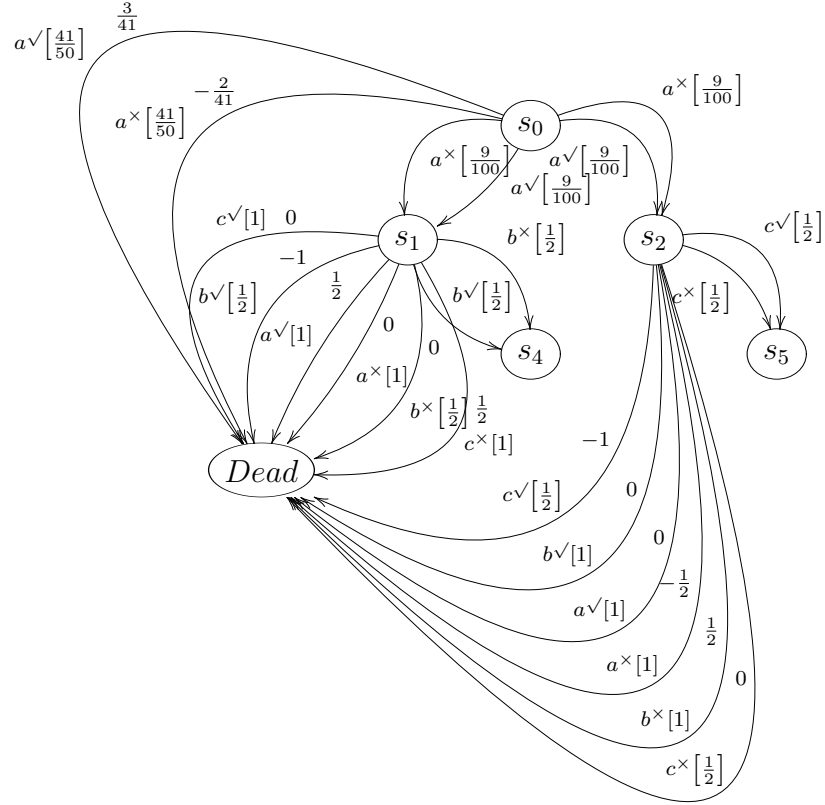 3/41
a√[41/50]
−2/41
a×[41/50]
s₀
a×[9/100]
a×[9/100]
a√[9/100]
a√[9/100]
c√[1] 0
s₁
b×[1/2]
s₂
c√[1/2]
−1
b√[1/2]
1/2
b√[1/2]
c×[1/2]
a√[1]
0
0
s₄
s₅
a×[1]
b×[1/2] 1/2
c×[1]
−1
Dead
c√[1/2]
0
b√[1]
0
−1/2
a√[1]
1/2
a×[1]
0
b×[1]
c×[1/2]